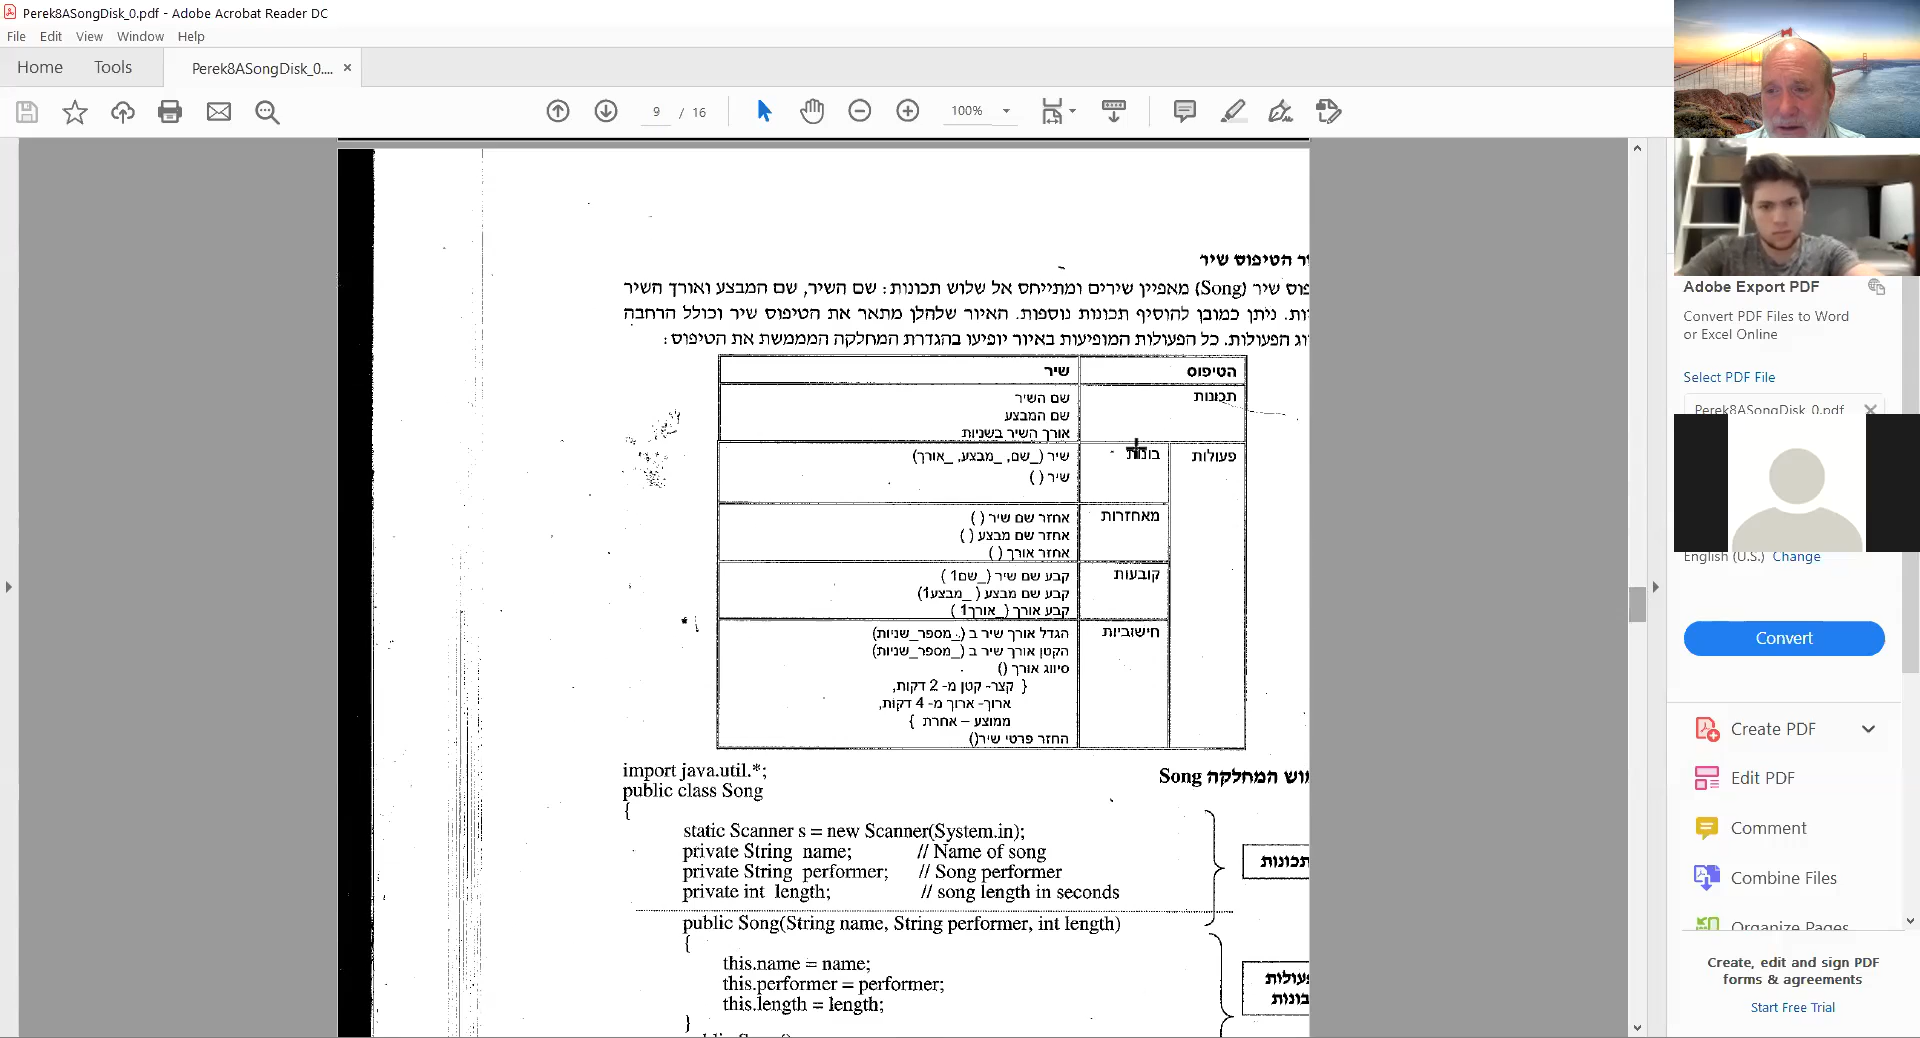 Perek8ASongDisk_0.pdf - Adobe Acrobat Reader DC
File Edit View Window Help
Home Tools Perek8ASongDisk_0.... ×
9 / 16 100%
הטיפוס שיר
שיר (Song) מאפיין שירים ומתייחס אל שלוש תכונות: שם השיר, שם המבצע ואורך השיר
ניתן כמובן להוסיף תכונות נוספות. האיור שלהלן מתאר את הטיפוס שיר וכולל הרחבה
הפעולות. כל הפעולות המופיעות באיור יופיעו בהגדרת המחלקה המממשת את הטיפוס:
הטיפוס שיר
תכונות שם השיר
שם המבצע
אורך השיר בשניות
פעולות בונות שיר (_שם, _מבצע, _אורך)
שיר ( )
מאחזרות אחזר שם שיר ( )
אחזר שם מבצע ( )
אחזר אורך ( )
קובעות קבע שם שיר (_שם1 )
קבע שם מבצע ( _מבצע1)
קבע אורך (_אורך1 )
חישוביות הגדל אורך שיר ב (_מספר_שניות)
הקטן אורך שיר ב (_מספר_שניות)
סיווג אורך ()
{ קצר- קטן מ- 2 דקות,
ארוך- ארוך מ- 4 דקות,
ממוצע – אחרת }
החזר פרטי שיר()
המחלקה Song
import java.util.*;
public class Song
{
static Scanner s = new Scanner(System.in);
private String name; // Name of song
private String performer; // Song performer
private int length; // song length in seconds
תכונות
public Song(String name, String performer, int length)
{
this.name = name;
this.performer = performer;
this.length = length;
}
פעולות
בונות
Adobe Export PDF
Convert PDF Files to Word
or Excel Online
Select PDF File
Perek8ASongDisk_0.pdf ×
English (U.S.) Change
Convert
Create PDF
Edit PDF
Comment
Combine Files
Organize Pages
Create, edit and sign PDF
forms & agreements
Start Free Trial